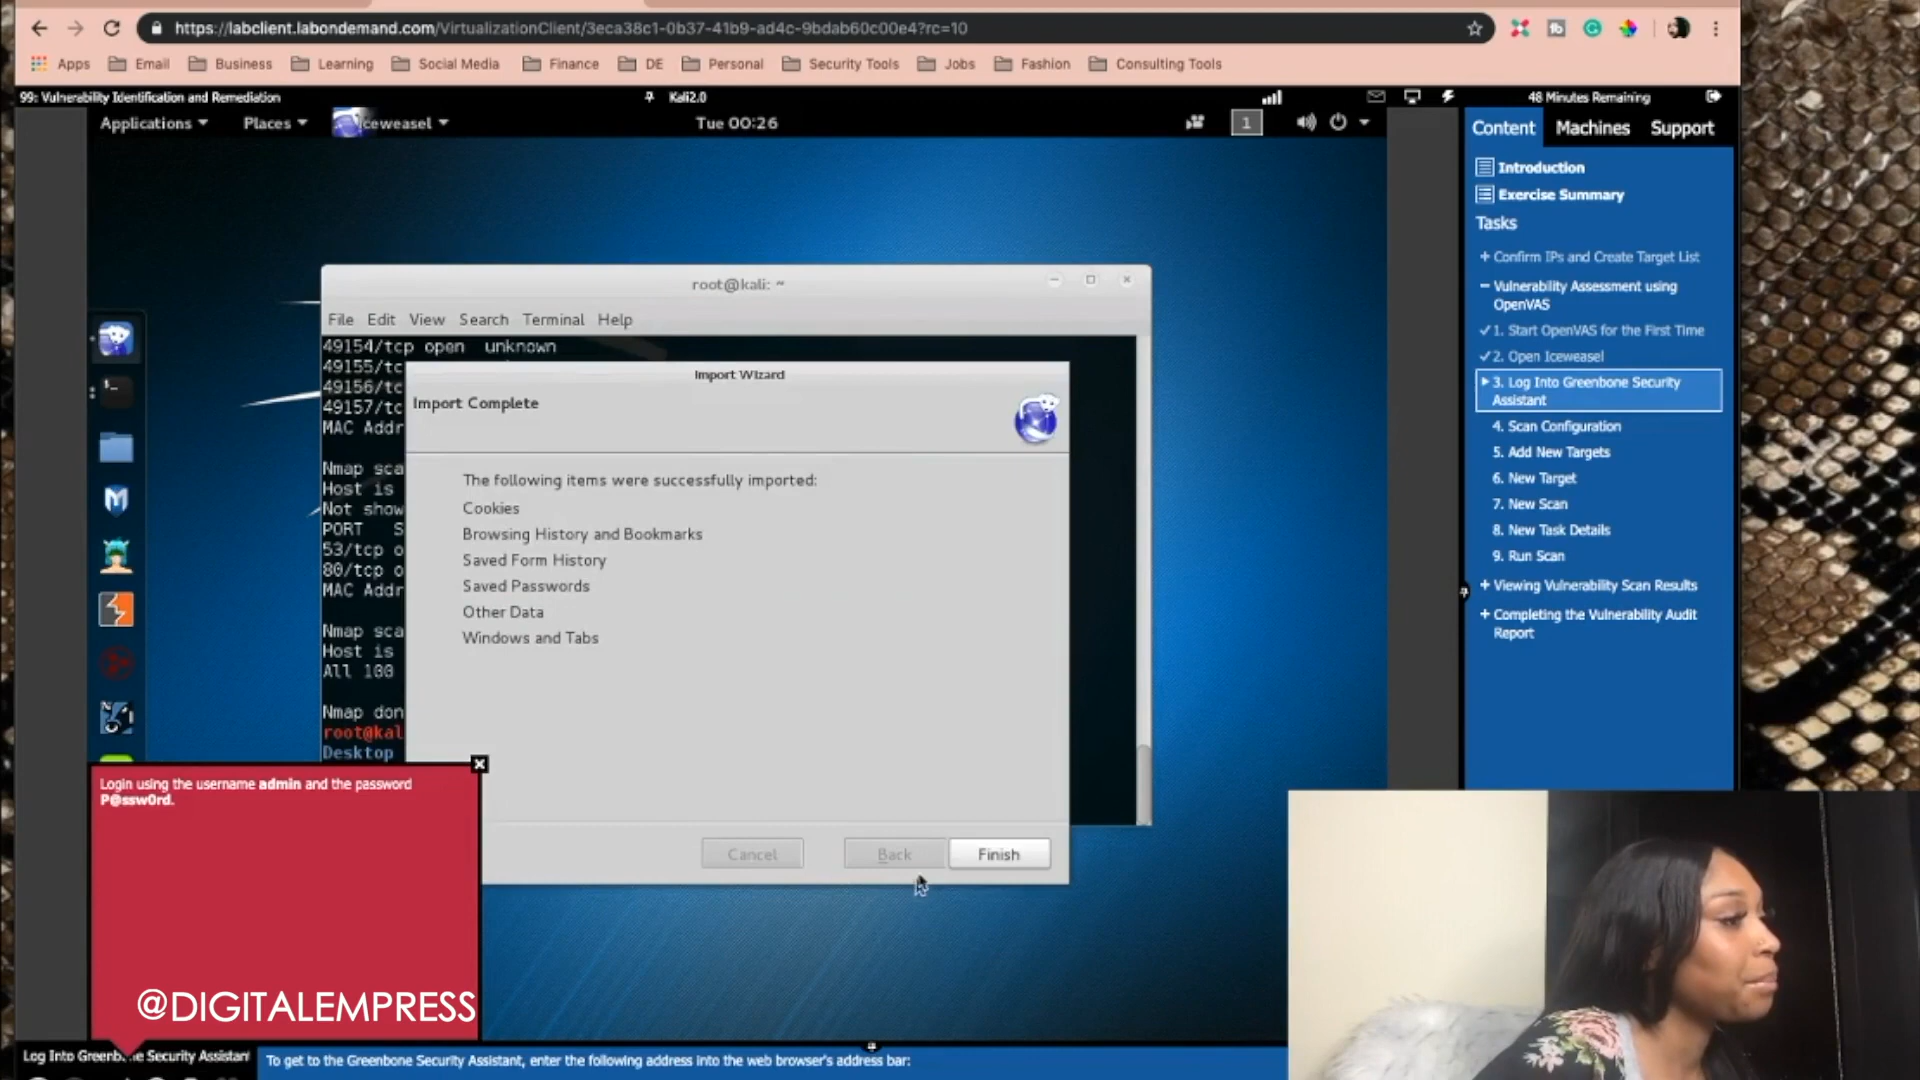 https://labclient.labondemand.com/VirtualizationClient/3eca38c1-0b37-41b9-ad4c-9bdab60c00e4?rc=10
Apps Email Business Learning Social Media Finance DE Personal Security Tools Jobs Fashion Consulting Tools
99: Vulnerability Identification and Remediation Kali2.0 48 Minutes Remaining
Applications Places Iceweasel Tue 00:26 1
Content Machines Support
Introduction
Exercise Summary
Tasks
+ Confirm IPs and Create Target List
− Vulnerability Assessment using
OpenVAS
✓ 1. Start OpenVAS for the First Time
✓ 2. Open Iceweasel
3. Log Into Greenbone Security
Assistant
4. Scan Configuration
5. Add New Targets
6. New Target
7. New Scan
8. New Task Details
9. Run Scan
+ Viewing Vulnerability Scan Results
+ Completing the Vulnerability Audit
Report
root@kali: ~
File Edit View Search Terminal Help
49154/tcp open unknown
49155/tc
49156/tc
49157/tc
MAC Addr
Nmap sca
Host is
Not show
PORT S
53/tcp o
80/tcp o
MAC Addr
Nmap sca
Host is
All 100
Nmap don
root@kal
Desktop
Import Wizard
Import Complete
The following items were successfully imported:
Cookies
Browsing History and Bookmarks
Saved Form History
Saved Passwords
Other Data
Windows and Tabs
Cancel Back Finish
Login using the username admin and the password
P@ssw0rd.
@DIGITALEMPRESS
Log Into Greenbone Security Assistant
To get to the Greenbone Security Assistant, enter the following address into the web browser's address bar: